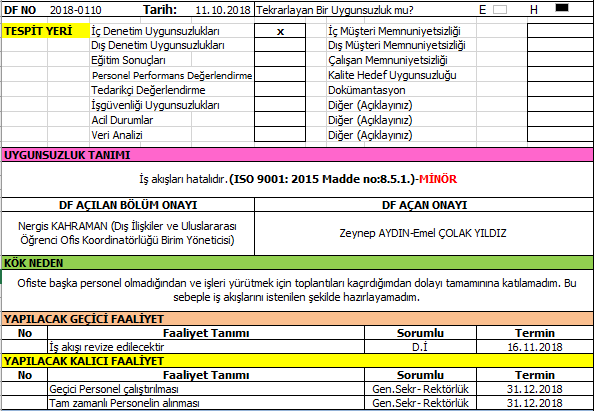 DF NO 2018-0110 Tarih: 11.10.2018 Tekrarlayan Bir Uygunsuzluk mu? E H
TESPİT YERİ İç Denetim Uygunsuzlukları x İç Müşteri Memnuniyetsizliği
Dış Denetim Uygunsuzlukları Dış Müşteri Memnuniyetsizliği
Eğitim Sonuçları Çalışan Memnuniyetsizliği
Personel Performans Değerlendirme Kalite Hedef Uygunsuzluğu
Tedarikçi Değerlendirme Dokümantasyon
İşgüvenliği Uygunsuzlukları Diğer (Açıklayınız)
Acil Durumlar Diğer (Açıklayınız)
Veri Analizi Diğer (Açıklayınız)
UYGUNSUZLUK TANIMI
İş akışları hatalıdır.(ISO 9001: 2015 Madde no:8.5.1.)-MİNÖR
DF AÇILAN BÖLÜM ONAYI DF AÇAN ONAYI
Nergis KAHRAMAN (Dış İlişkiler ve Uluslararası
Öğrenci Ofis Koordinatörlüğü Birim Yöneticisi)
Zeynep AYDIN-Emel ÇOLAK YILDIZ
KÖK NEDEN
Ofiste başka personel olmadığından ve işleri yürütmek için toplantıları kaçırdığımdan dolayı tamamınına katılamadım. Bu
sebeple iş akışlarını istenilen şekilde hazırlayamadım.
YAPILACAK GEÇİCİ FAALİYET
No Faaliyet Tanımı Sorumlu Termin
İş akışı revize edilecektir D.İ 16.11.2018
YAPILACAK KALICI FAALİYET
No Faaliyet Tanımı Sorumlu Termin
Geçici Personel çalıştırılması Gen.Sekr- Rektörlük 31.12.2018
Tam zamanlı Personelin alınması Gen.Sekr- Rektörlük 31.12.2018